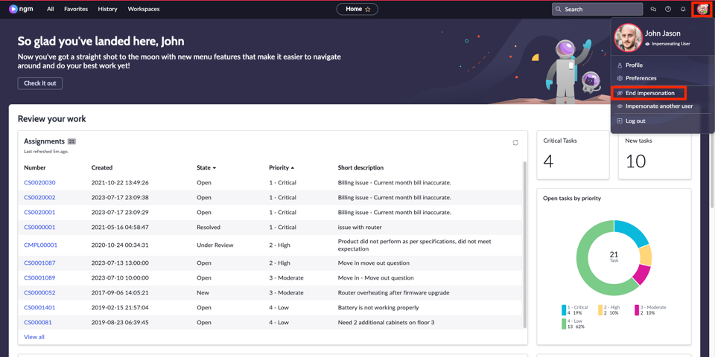 ngm All Favorites History Workspaces Home Search
So glad you've landed here, John
Now you've got a straight shot to the moon with new menu features that make it easier to navigate
around and do your best work yet!
Check it out
John Jason
Impersonating User
Profile
Preferences
End impersonation
Impersonate another user
Log out
Review your work
Assignments 21
Last refreshed 5m ago.
Number Created State Priority Short description
CS0020030 2021-10-22 13:49:26 Open 1 - Critical Billing issue - Current month bill inaccurate.
CS0020002 2023-07-17 23:09:38 Open 1 - Critical Billing Issue - Current month bill inaccurate.
CS0020001 2023-07-17 23:09:29 Open 1 - Critical Billing Issue - Current month bill inaccurate.
CS0000001 2021-05-16 04:58:47 Resolved 1 - Critical issue with router
CMPL00001 2020-10-24 00:34:31 Under Review 2 - High Product did not perform as per specifications, did not meet
expectation
CS0001087 2023-07-13 13:00:00 Open 2 - High Move in - Move out question
CS0001089 2023-07-10 10:00:00 Open 3 - Moderate Move in - Move out question
CS0000052 2017-09-06 14:05:21 New 3 - Moderate Router overheating after firmware upgrade
CS0001401 2019-02-15 21:57:04 Open 4 - Low Battery is not working properly
CS000081 2019-08-23 06:39:45 Open 4 - Low Need 2 additional cabinets on floor 3
View all
Critical Tasks
4
New tasks
10
Open tasks by priority
21
Task
1 - Critical 2 - High 3 - Moderate
4 19% 2 10% 2 10%
4 - Low
13 62%